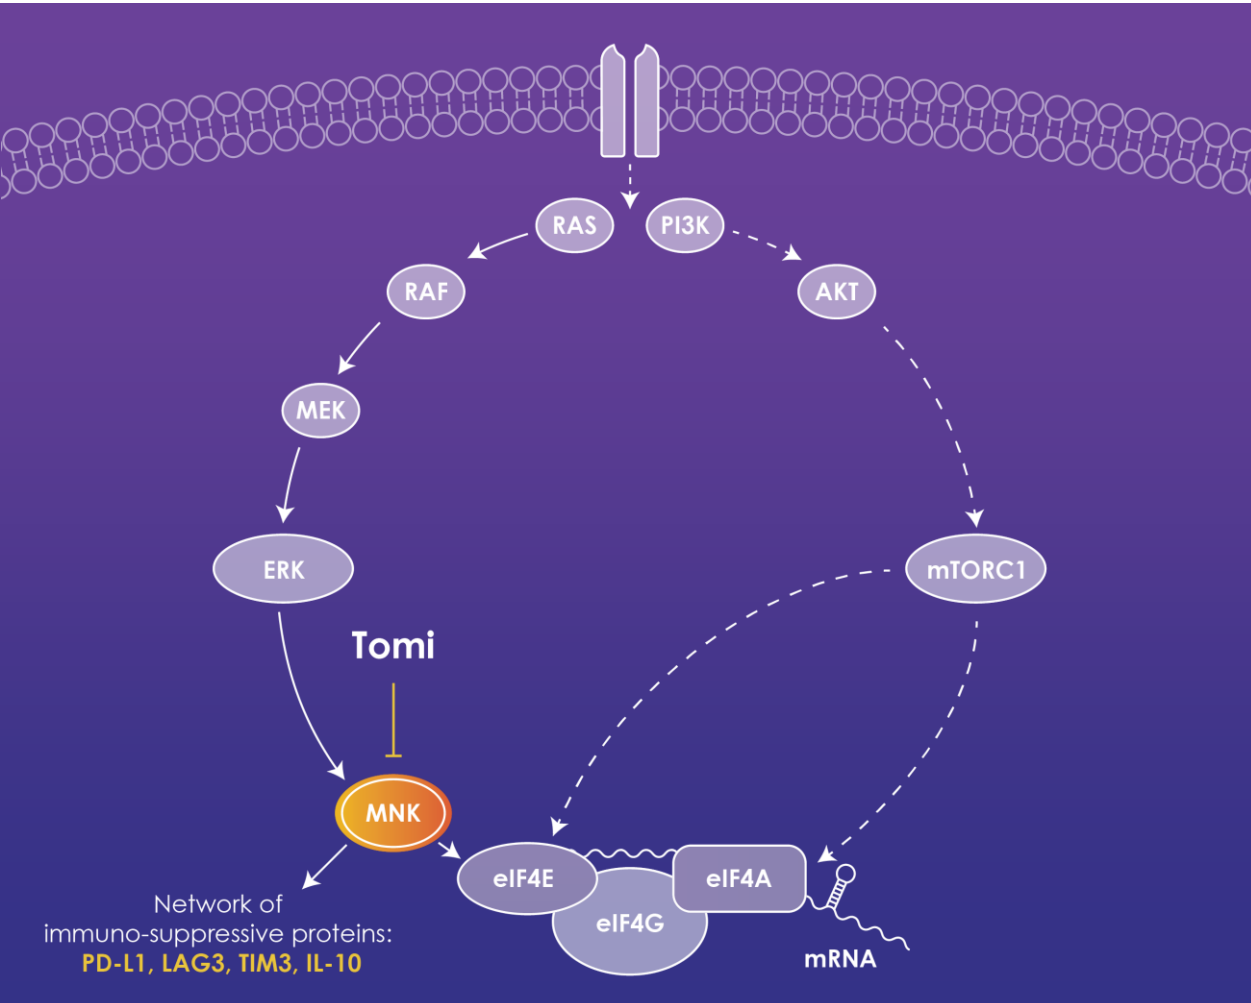 RAS
PI3K
RAF
AKT
MEK
ERK
mTORC1
Tomi
MNK
eIF4E
eIF4A
eIF4G
Network of
immuno-suppressive proteins:
PD-L1, LAG3, TIM3, IL-10
mRNA